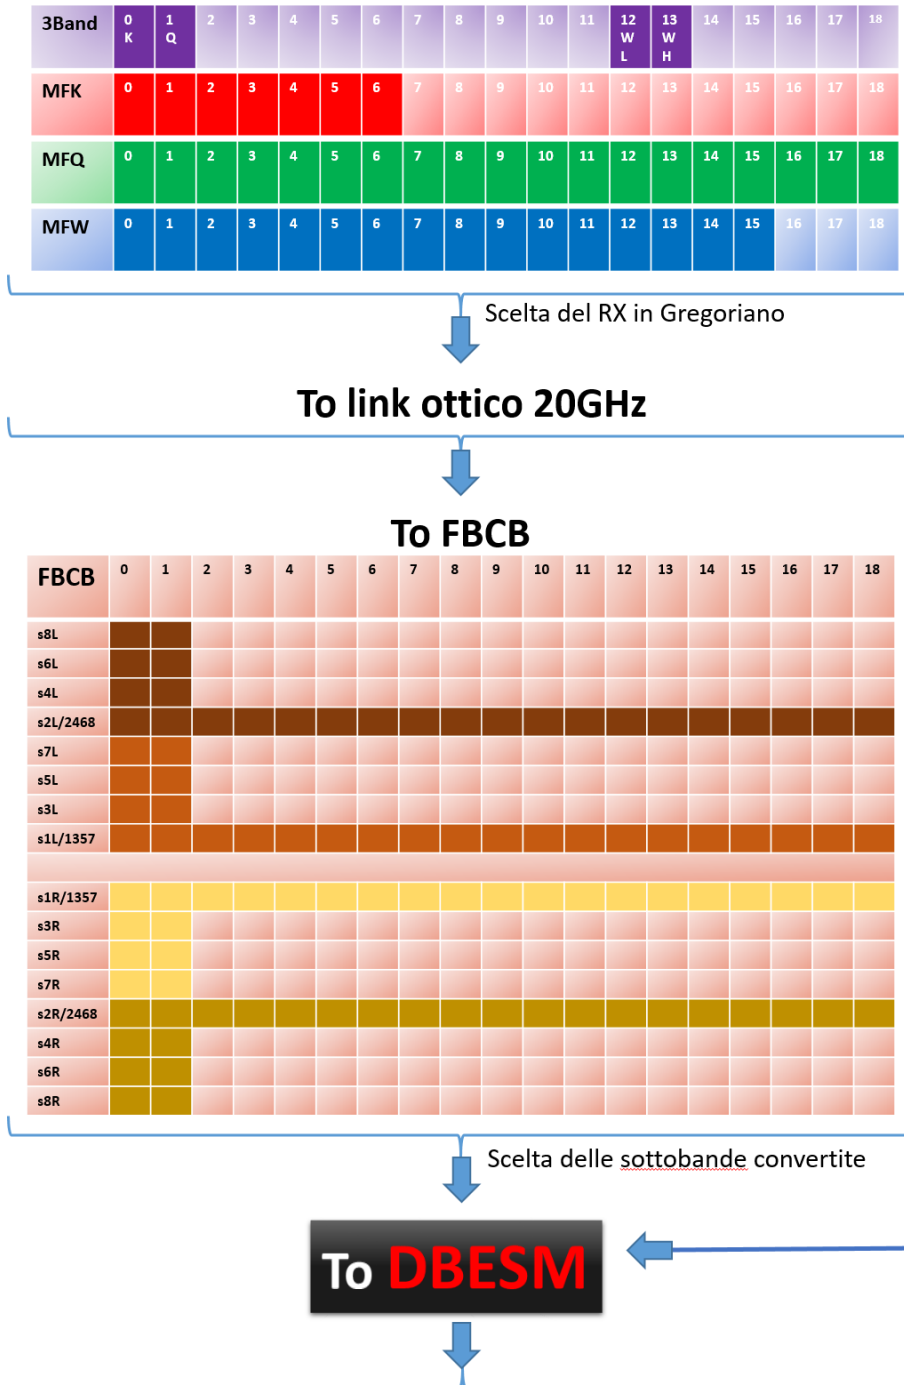 3Band 0 1 2 3 4 5 6 7 8 9 10 11 12 13 14 15 16 17 18
K Q W W
L H
MFK 0 1 2 3 4 5 6 7 8 9 10 11 12 13 14 15 16 17 18
MFQ 0 1 2 3 4 5 6 7 8 9 10 11 12 13 14 15 16 17 18
MFW 0 1 2 3 4 5 6 7 8 9 10 11 12 13 14 15 16 17 18
Scelta del RX in Gregoriano
To link ottico 20GHz
To FBCB
FBCB 0 1 2 3 4 5 6 7 8 9 10 11 12 13 14 15 16 17 18
s8L
s6L
s4L
s2L/2468
s7L
s5L
s3L
s1L/1357
s1R/1357
s3R
s5R
s7R
s2R/2468
s4R
s6R
s8R
Scelta delle sottobande convertite
To DBESM